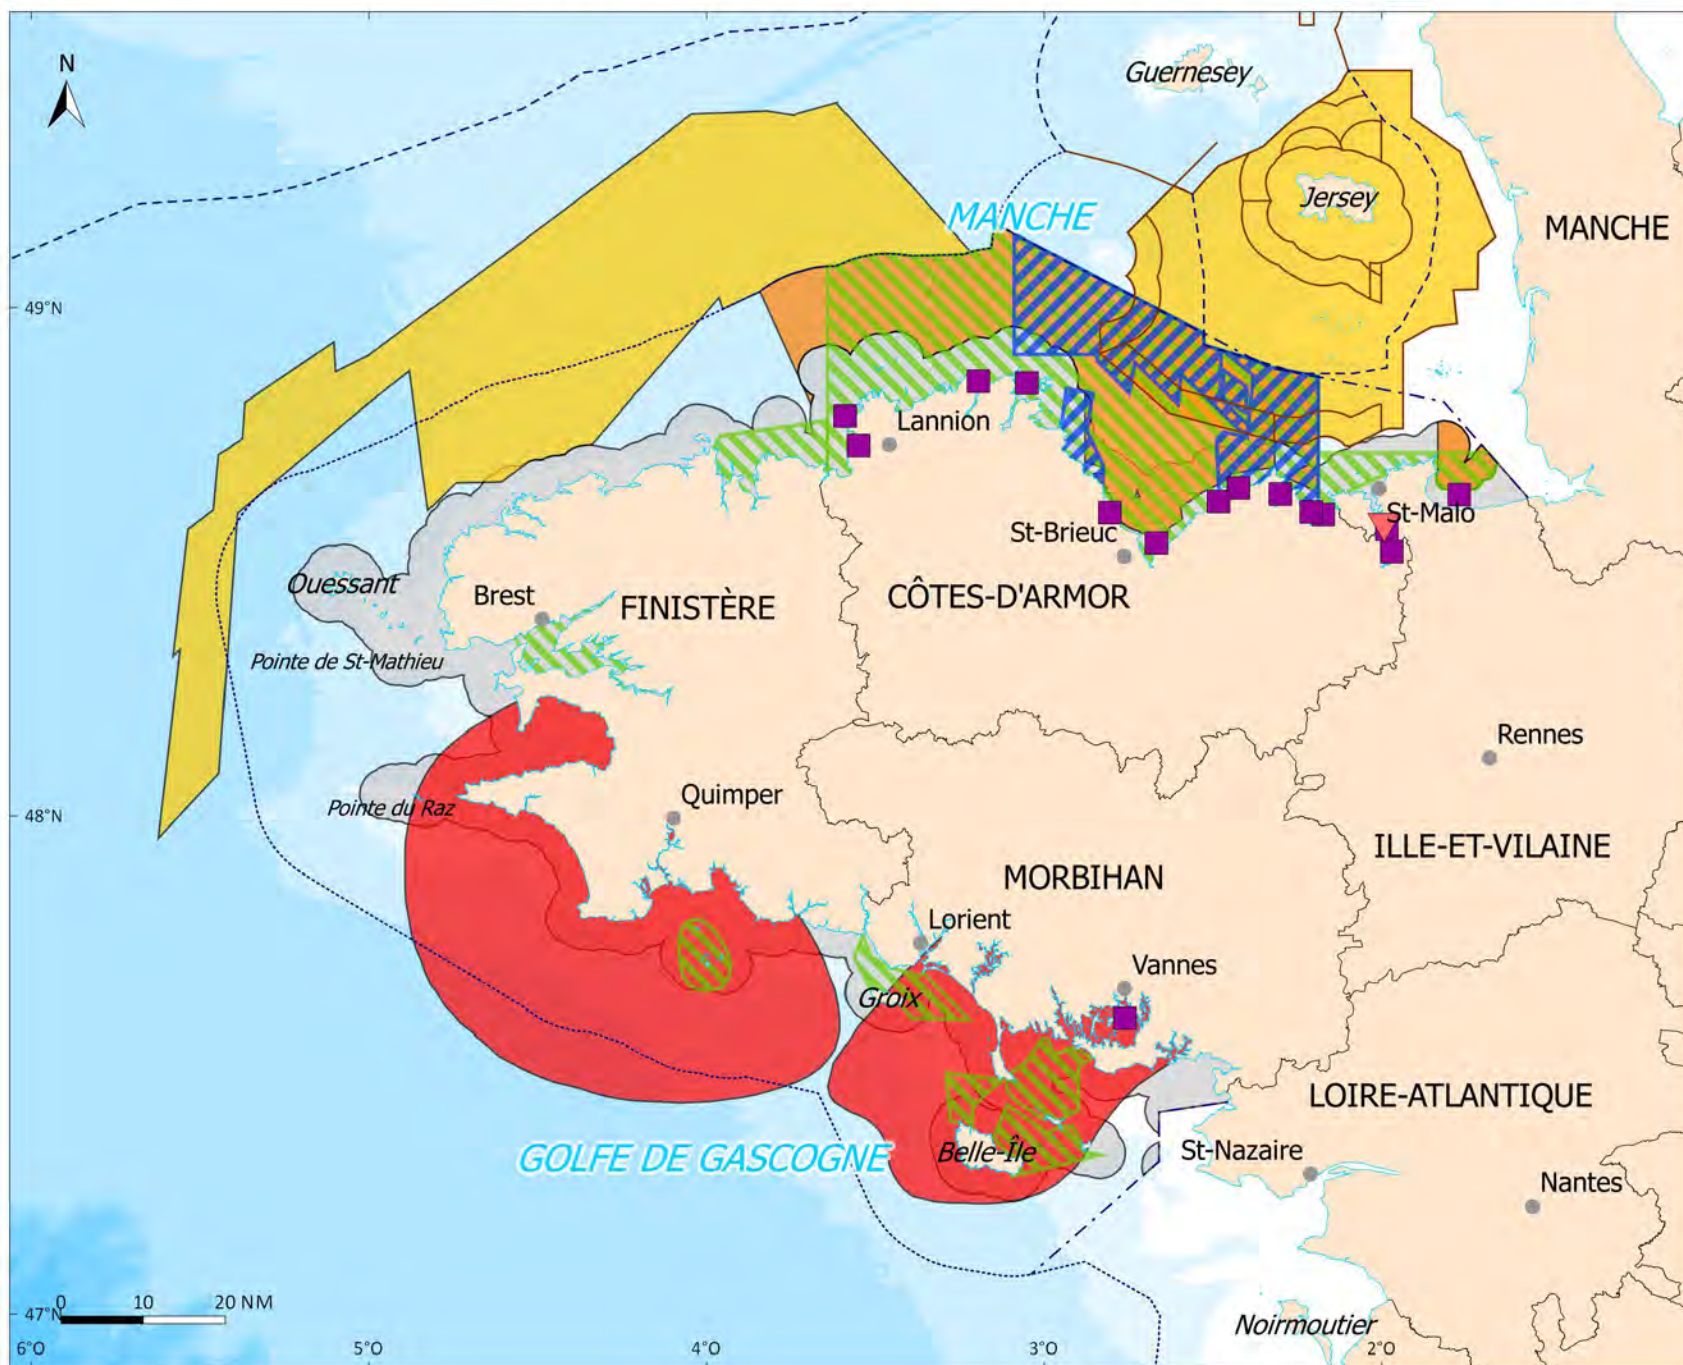 N
Guernesey
Jersey
MANCHE
MANCHE
49°N
Lannion
St-Malo
St-Brieuc
Ouessant
Brest
FINISTÈRE
CÔTES-D'ARMOR
Pointe de St-Mathieu
Rennes
Quimper
Pointe du Raz
48°N
ILLE-ET-VILAINE
MORBIHAN
Lorient
Vannes
Groix
LOIRE-ATLANTIQUE
GOLFE DE GASCOGNE
Belle-Île
St-Nazaire
Nantes
0 10 20 NM
47°N
Noirmoutier
6°O 5°O 4°O 3°O 2°O